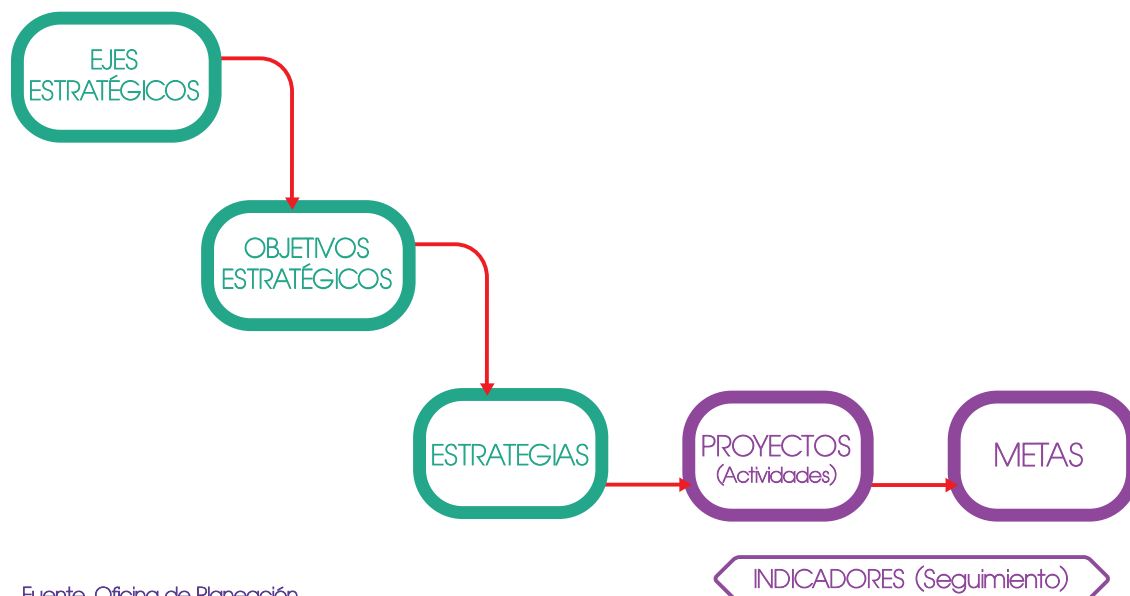 EJES
ESTRATÉGICOS
OBJETIVOS
ESTRATÉGICOS
ESTRATEGIAS
PROYECTOS
(Actividades)
METAS
INDICADORES (Seguimiento)
Fuente. Oficina de Planeación